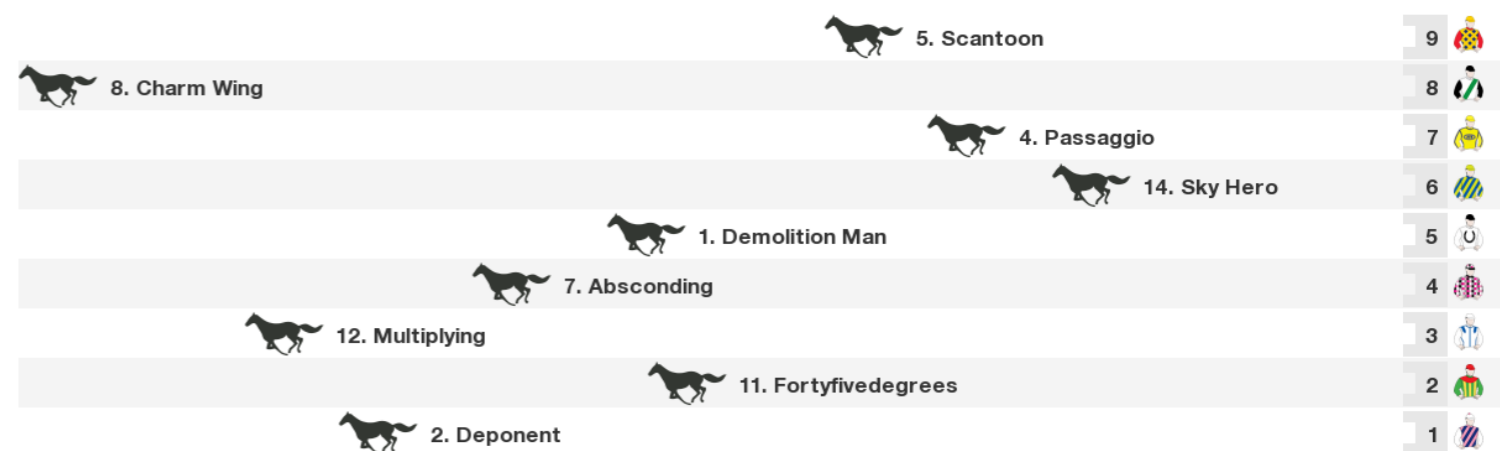 5. Scantoon 9
8. Charm Wing 8
4. Passaggio 7
14. Sky Hero 6
1. Demolition Man 5
7. Absconding 4
12. Multiplying 3
11. Fortyfivedegrees 2
2. Deponent 1